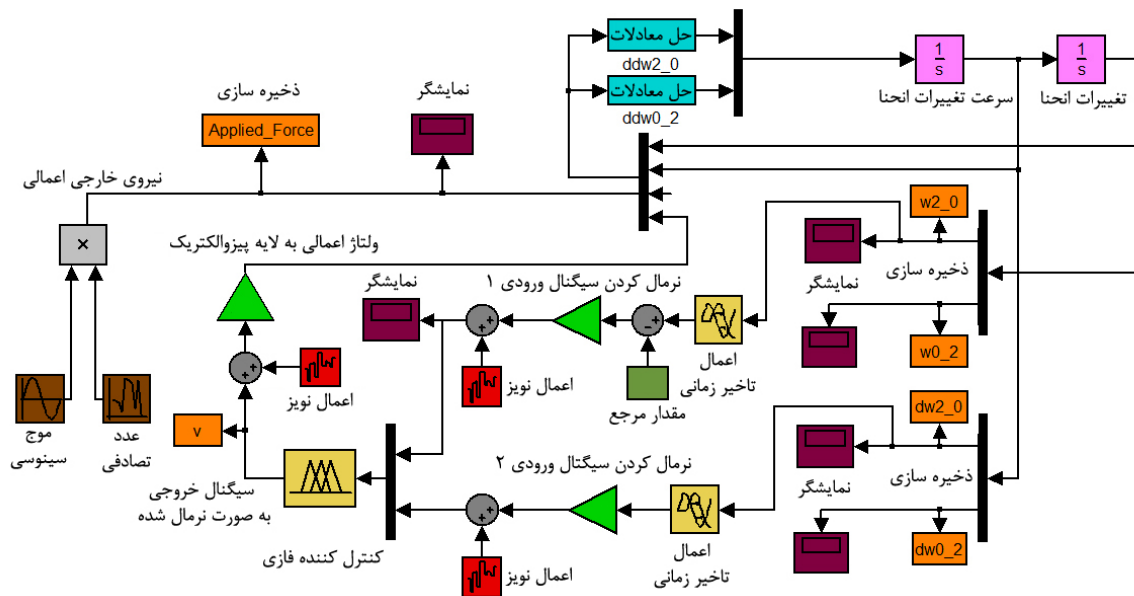 حل معادلات
ddw2_0
حل معادلات
ddw0_2
1
s
سرعت تغییرات انحنا
1
s
تغییرات انحنا
ذخیره سازی
Applied_Force
نمایشگر
نیروی خارجی اعمالی
×
ولتاژ اعمالی به لایه پیزوالکتریک
w2_0
نمایشگر
ذخیره سازی
w0_2
نمایشگر
نرمال کردن سیگنال ورودی ۱
+
+
−
+
اعمال
تاخیر زمانی
مقدار مرجع
اعمال نویز
+
+
اعمال نویز
موج
سینوسی
عدد
تصادفی
v
سیگنال خروجی
به صورت نرمال شده
کنترل کننده فازی
نرمال کردن سیگتال ورودی ۲
+
+
اعمال نویز
اعمال
تاخیر زمانی
dw2_0
نمایشگر
ذخیره سازی
dw0_2